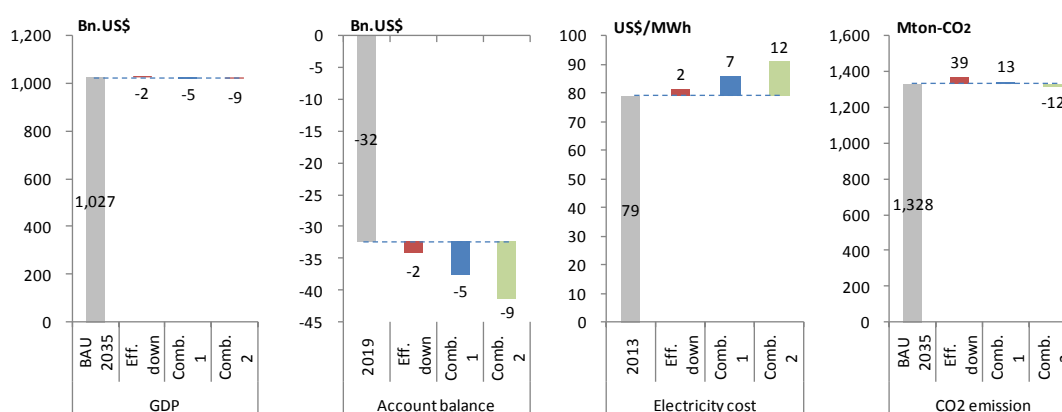 Bn.US$
1,200
1,000
800
600
400
200
0
1,027
-2
-5
-9
BAU 2035
Eff. down
Comb. 1
Comb. 2
GDP
Bn.US$
0
-5
-10
-15
-20
-25
-30
-35
-40
-45
-32
-2
-5
-9
2019
Eff. down
Comb. 1
Comb. 2
Account balance
US$/MWh
100
90
80
70
60
50
40
30
20
10
0
79
2
7
12
2013
Eff. down
Comb. 1
Comb. 2
Electricity cost
Mton-CO2
1,600
1,400
1,200
1,000
800
600
400
200
0
1,328
39
13
-12
BAU 2035
Eff. down
Comb. 1
Comb. 2
CO2 emission